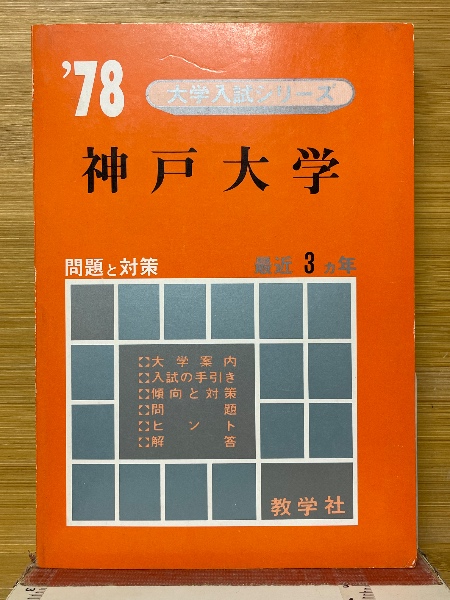 '78 大学入試シリーズ
神戸大学
問題と対策 最近3カ年
大学案内
入試の手引き
傾向と対策
問題
ヒント
解答
教学社